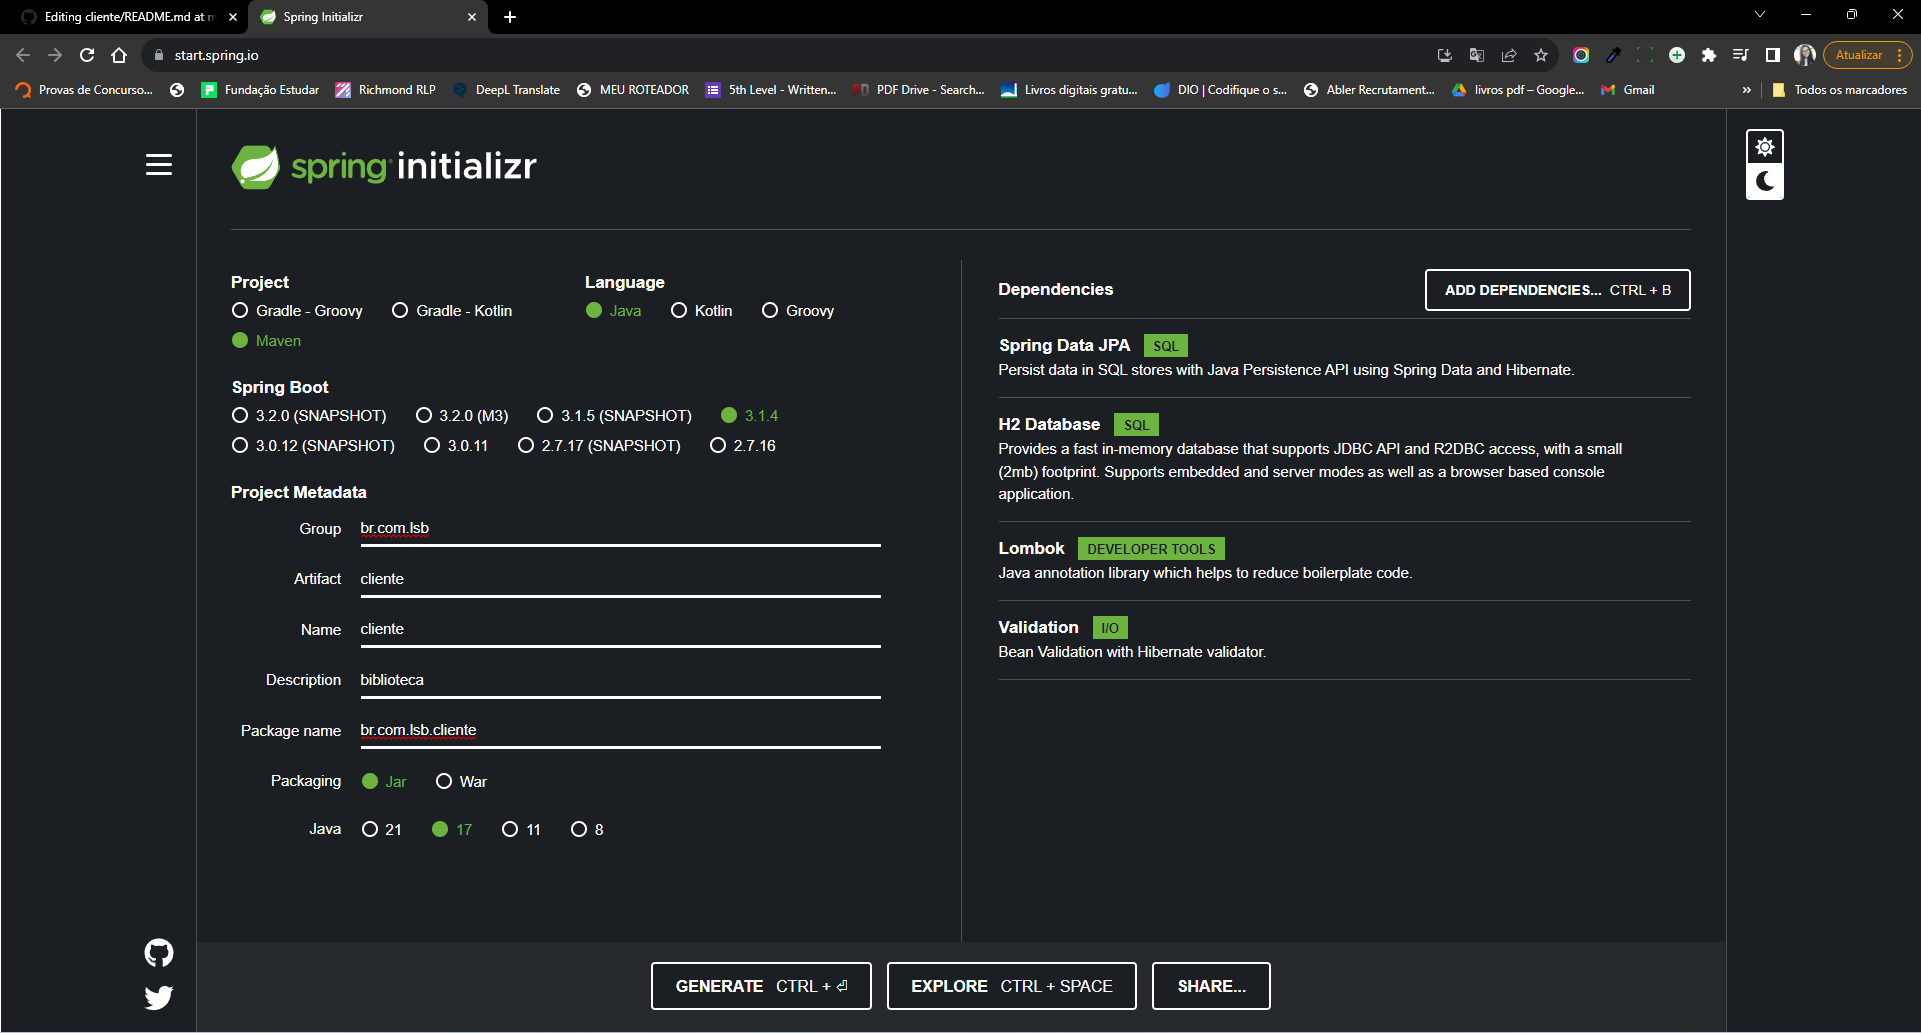 Editing cliente/README.md at m
Spring Initializr
start.spring.io
Atualizar
Provas de Concurso...
Fundação Estudar
Richmond RLP
DeepL Translate
MEU ROTEADOR
5th Level - Written...
PDF Drive - Search...
Livros digitais gratu...
DIO | Codifique o s...
Abler Recrutament...
livros pdf – Google...
Gmail
»
Todos os marcadores
spring initializr
Project
Gradle - Groovy
Gradle - Kotlin
Maven
Language
Java
Kotlin
Groovy
Spring Boot
3.2.0 (SNAPSHOT)
3.2.0 (M3)
3.1.5 (SNAPSHOT)
3.1.4
3.0.12 (SNAPSHOT)
3.0.11
2.7.17 (SNAPSHOT)
2.7.16
Project Metadata
Group br.com.lsb
Artifact cliente
Name cliente
Description biblioteca
Package name br.com.lsb.cliente
Packaging Jar War
Java 21 17 11 8
Dependencies
ADD DEPENDENCIES... CTRL + B
Spring Data JPA SQL
Persist data in SQL stores with Java Persistence API using Spring Data and Hibernate.
H2 Database SQL
Provides a fast in-memory database that supports JDBC API and R2DBC access, with a small
(2mb) footprint. Supports embedded and server modes as well as a browser based console
application.
Lombok DEVELOPER TOOLS
Java annotation library which helps to reduce boilerplate code.
Validation I/O
Bean Validation with Hibernate validator.
GENERATE CTRL + ⏎
EXPLORE CTRL + SPACE
SHARE...